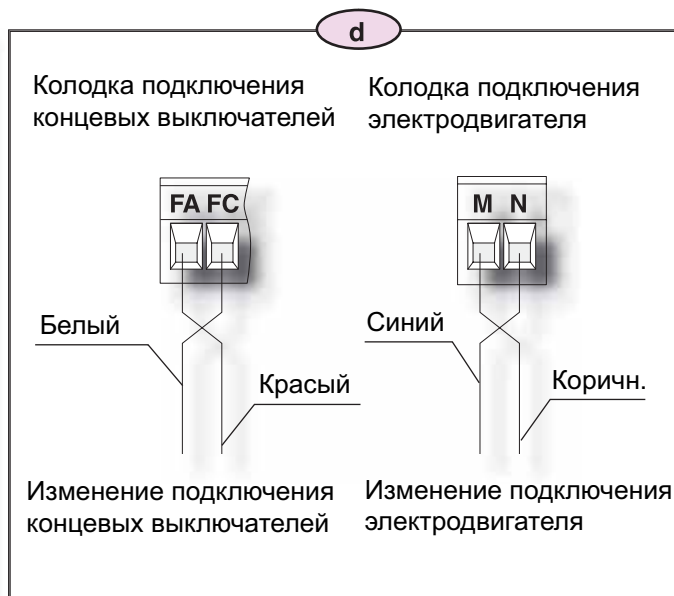 d
Колодка подключения
концевых выключателей
Колодка подключения
электродвигателя
FA FC
M N
Белый
Красый
Синий
Коричн.
Изменение подключения
концевых выключателей
Изменение подключения
электродвигателя